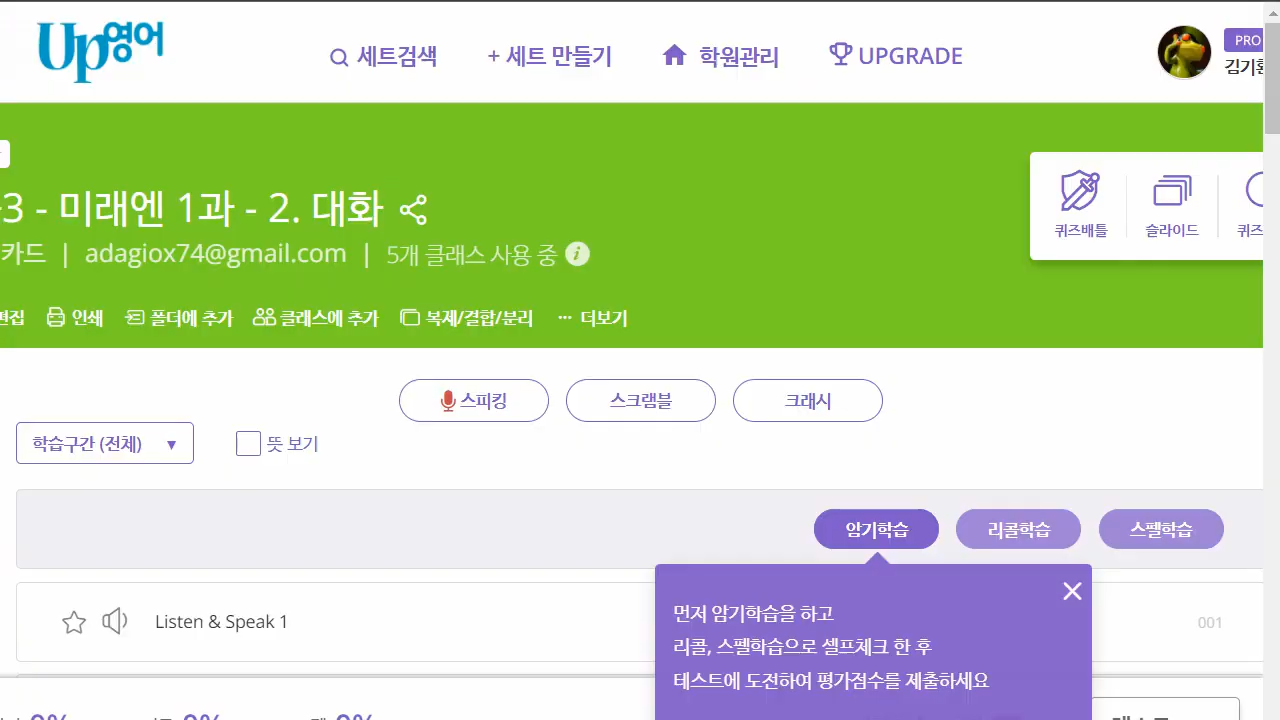 Up영어
세트검색
+ 세트 만들기
학원관리
UPGRADE
PRO
3 - 미래엔 1과 - 2. 대화
카드 | adagiox74@gmail.com | 5개 클래스 사용 중
퀴즈배틀
슬라이드
인쇄
폴더에 추가
클래스에 추가
복제/결합/분리
··· 더보기
스피킹
스크램블
크래시
학습구간 (전체) ▼
뜻 보기
암기학습
리콜학습
스펠학습
Listen & Speak 1
001
먼저 암기학습을 하고
리콜, 스펠학습으로 셀프체크 한 후
테스트에 도전하여 평가점수를 제출하세요